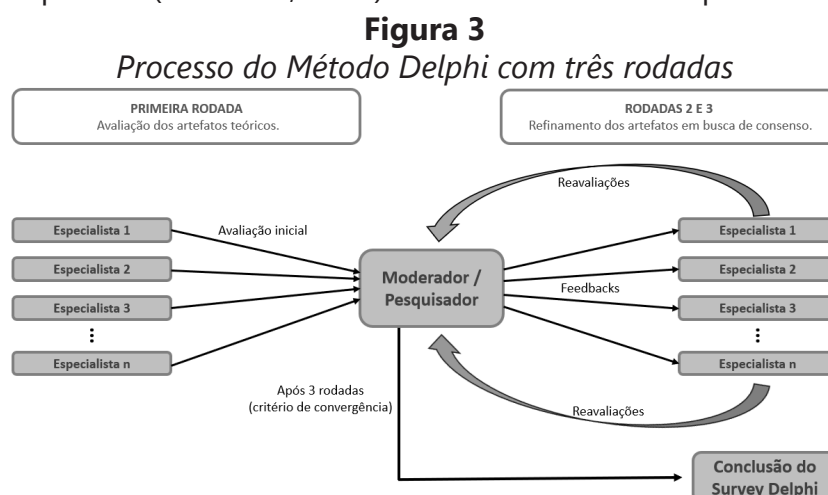 Figura 3
Processo do Método Delphi com três rodadas
PRIMEIRA RODADA
Avaliação dos artefatos teóricos.
RODADAS 2 E 3
Refinamento dos artefatos em busca de consenso.
Reavaliações
Especialista 1
Avaliação inicial
Especialista 1
Especialista 2
Moderador /
Pesquisador
Especialista 2
Especialista 3
Feedbacks
Especialista 3
Especialista n
Especialista n
Após 3 rodadas
(critério de convergência)
Reavaliações
Conclusão do
Survey Delphi